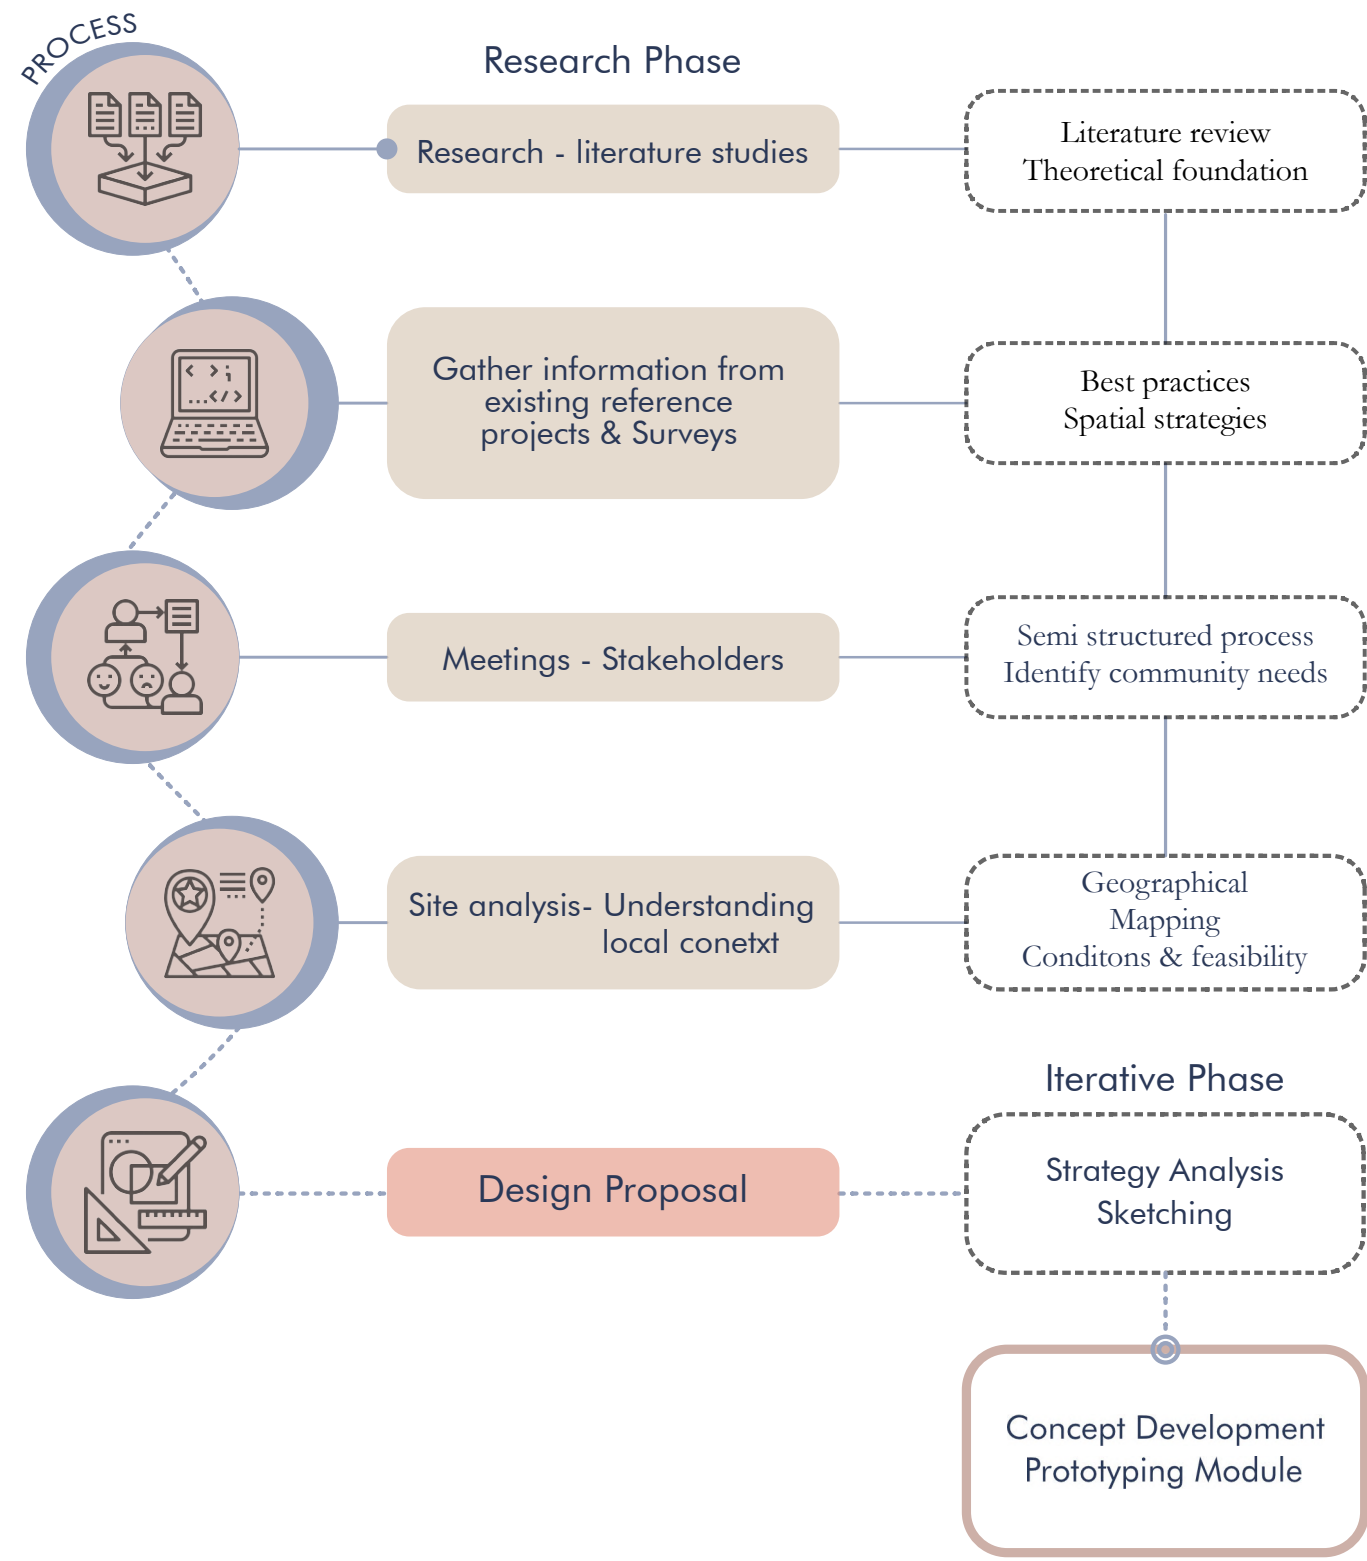 PROCESS
Research Phase
Research - literature studies
Literature review
Theoretical foundation
Gather information from
existing reference
projects & Surveys
Best practices
Spatial strategies
Meetings - Stakeholders
Semi structured process
Identify community needs
Site analysis- Understanding
local conetxt
Geographical
Mapping
Conditons & feasibility
Iterative Phase
Design Proposal
Strategy Analysis
Sketching
Concept Development
Prototyping Module